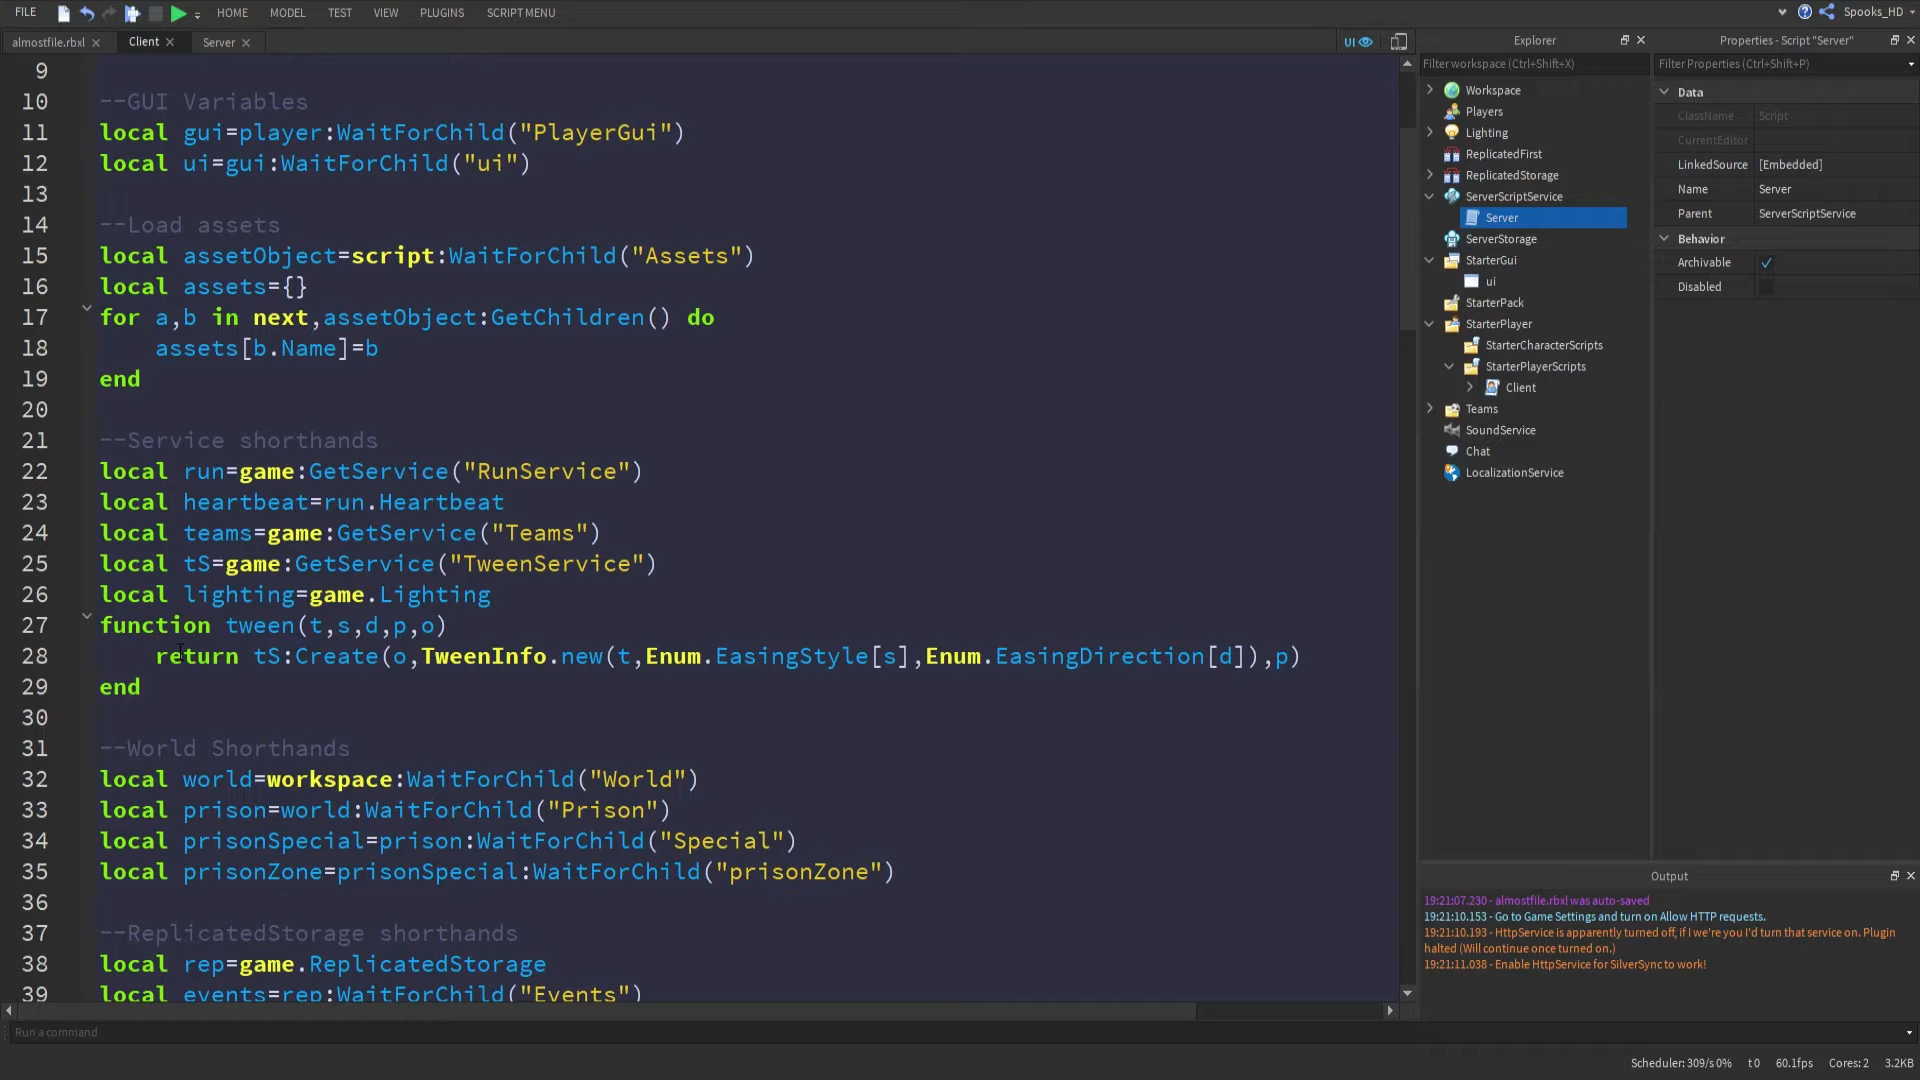 FILE HOME MODEL TEST VIEW PLUGINS SCRIPT MENU Spooks_HD
almostfile.rbxl Client Server UI
9
10 --GUI Variables
11 local gui=player:WaitForChild("PlayerGui")
12 local ui=gui:WaitForChild("ui")
13
14 --Load assets
15 local assetObject=script:WaitForChild("Assets")
16 local assets={}
17 for a,b in next,assetObject:GetChildren() do
18 assets[b.Name]=b
19 end
20
21 --Service shorthands
22 local run=game:GetService("RunService")
23 local heartbeat=run.Heartbeat
24 local teams=game:GetService("Teams")
25 local tS=game:GetService("TweenService")
26 local lighting=game.Lighting
27 function tween(t,s,d,p,o)
28 return tS:Create(o,TweenInfo.new(t,Enum.EasingStyle[s],Enum.EasingDirection[d]),p)
29 end
30
31 --World Shorthands
32 local world=workspace:WaitForChild("World")
33 local prison=world:WaitForChild("Prison")
34 local prisonSpecial=prison:WaitForChild("Special")
35 local prisonZone=prisonSpecial:WaitForChild("prisonZone")
36
37 --ReplicatedStorage shorthands
38 local rep=game.ReplicatedStorage
39 local events=rep:WaitForChild("Events")
Run a command
Explorer
Filter workspace (Ctrl+Shift+X)
Workspace
Players
Lighting
ReplicatedFirst
ReplicatedStorage
ServerScriptService
Server
ServerStorage
StarterGui
ui
StarterPack
StarterPlayer
StarterCharacterScripts
StarterPlayerScripts
Client
Teams
SoundService
Chat
LocalizationService
Properties - Script "Server"
Filter Properties (Ctrl+Shift+P)
Data
ClassName Script
CurrentEditor
LinkedSource [Embedded]
Name Server
Parent ServerScriptService
Behavior
Archivable
Disabled
Output
19:21:07.230 - almostfile.rbxl was auto-saved
19:21:10.153 - Go to Game Settings and turn on Allow HTTP requests.
19:21:10.193 - HttpService is apparently turned off, if I we're you I'd turn that service on. Plugin
halted (Will continue once turned on.)
19:21:11.038 - Enable HttpService for SilverSync to work!
Scheduler: 309/s 0% t 0 60.1fps Cores: 2 3.2KB